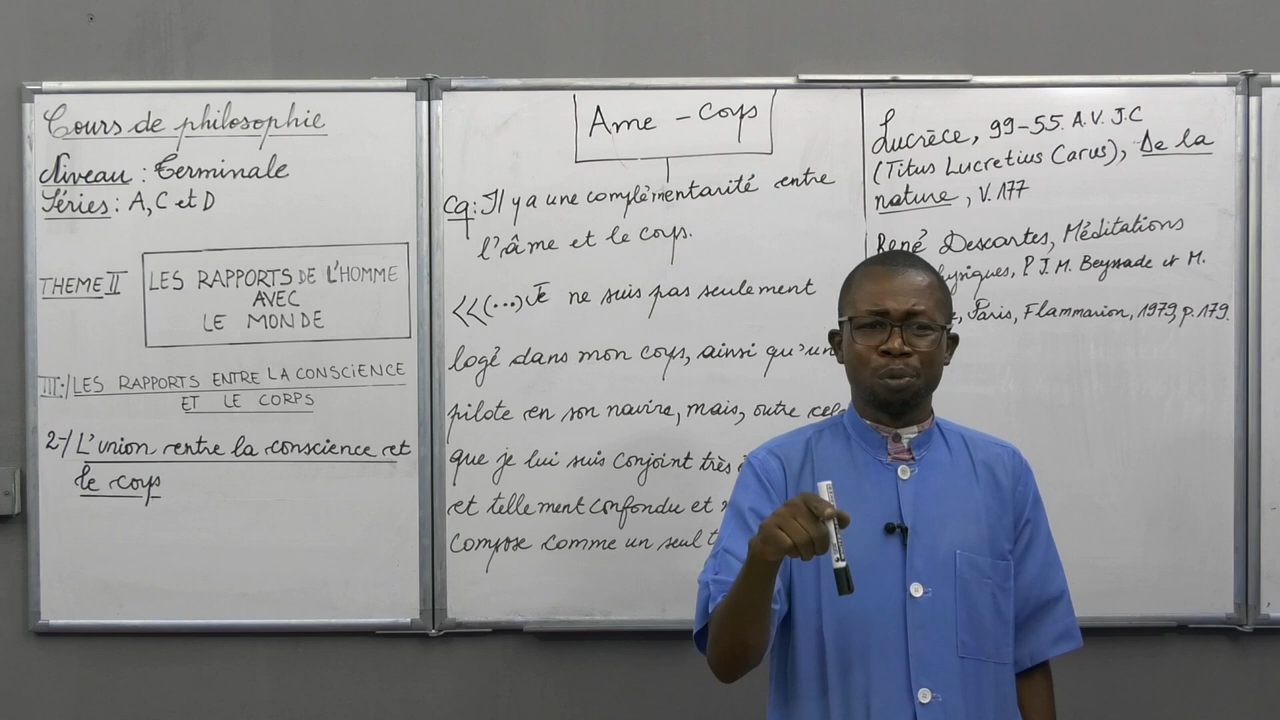 Cours de philosophie
Niveau : Terminale
Séries : A, C et D
THEME II
LES RAPPORTS DE L'HOMME
AVEC
LE MONDE
III-/ LES RAPPORTS ENTRE LA CONSCIENCE
ET LE CORPS
2-/ L'union entre la conscience et
le corps
Ame - Corps
Cq : Il y a une complémentarité entre
l'âme et le corps.
<<(...) Je ne suis pas seulement
logé dans mon corps, ainsi qu'un
pilote en son navire, mais, outre cel
que je lui suis conjoint très
et tellement confondu et
compose comme un seul t
Lucrèce, 99-55. A.V. J.C
(Titus Lucretius Carus), De la
nature, V. 177
René Descartes, Méditations
physiques, P J.M. Beyssade et M.
Paris, Flammarion, 1979, p. 179.